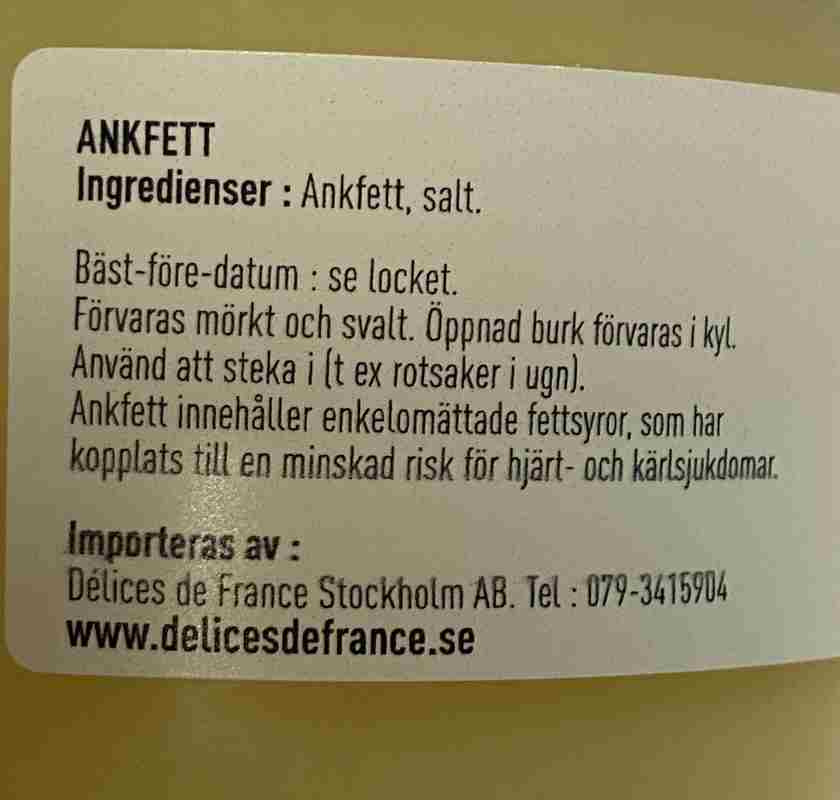 ANKFETT
Ingredienser : Ankfett, salt.
Bäst-före-datum : se locket.
Förvaras mörkt och svalt. Öppnad burk förvaras i kyl.
Använd att steka i (t ex rotsaker i ugn).
Ankfett innehåller enkelomättade fettsyror, som har
kopplats till en minskad risk för hjärt- och kärlsjukdomar.
Importeras av :
Délices de France Stockholm AB. Tel : 079-3415904
www.delicesdefrance.se